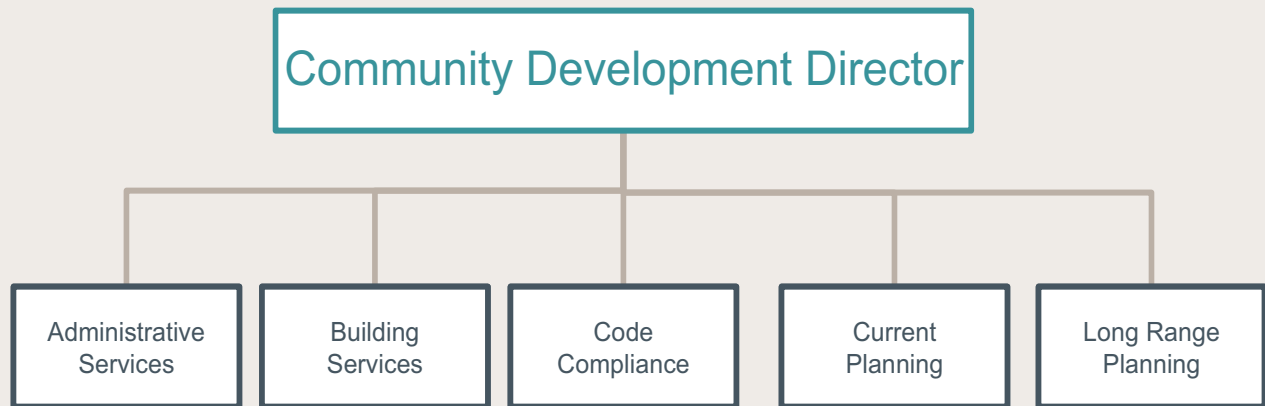 Community Development Director
Administrative
Services
Building
Services
Code
Compliance
Current
Planning
Long Range
Planning